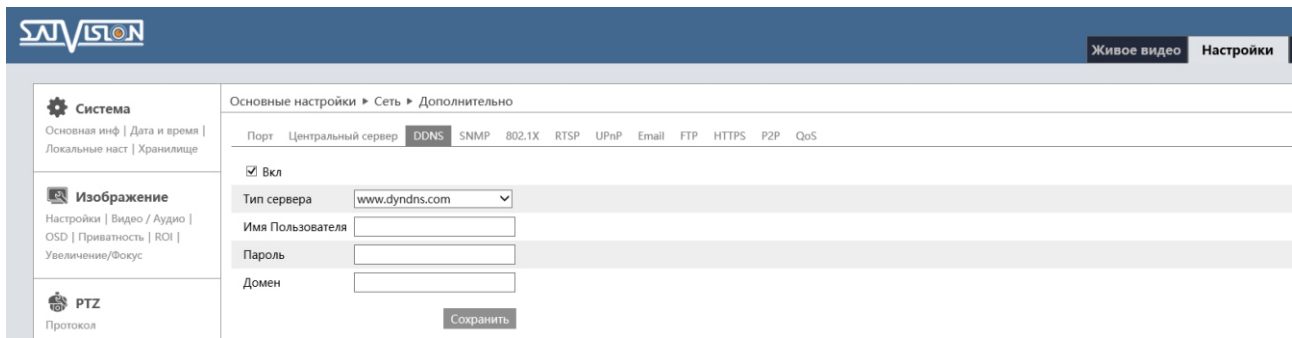 SATVISION
Живое видео Настройки
Система
Основная инф | Дата и время |
Локальные наст | Хранилище
Изображение
Настройки | Видео / Аудио |
OSD | Приватность | ROI |
Увеличение/Фокус
PTZ
Протокол
Основные настройки ▸ Сеть ▸ Дополнительно
Порт Центральный сервер DDNS SNMP 802.1X RTSP UPnP Email FTP HTTPS P2P QoS
Вкл
Тип сервера www.dyndns.com
Имя Пользователя
Пароль
Домен
Сохранить